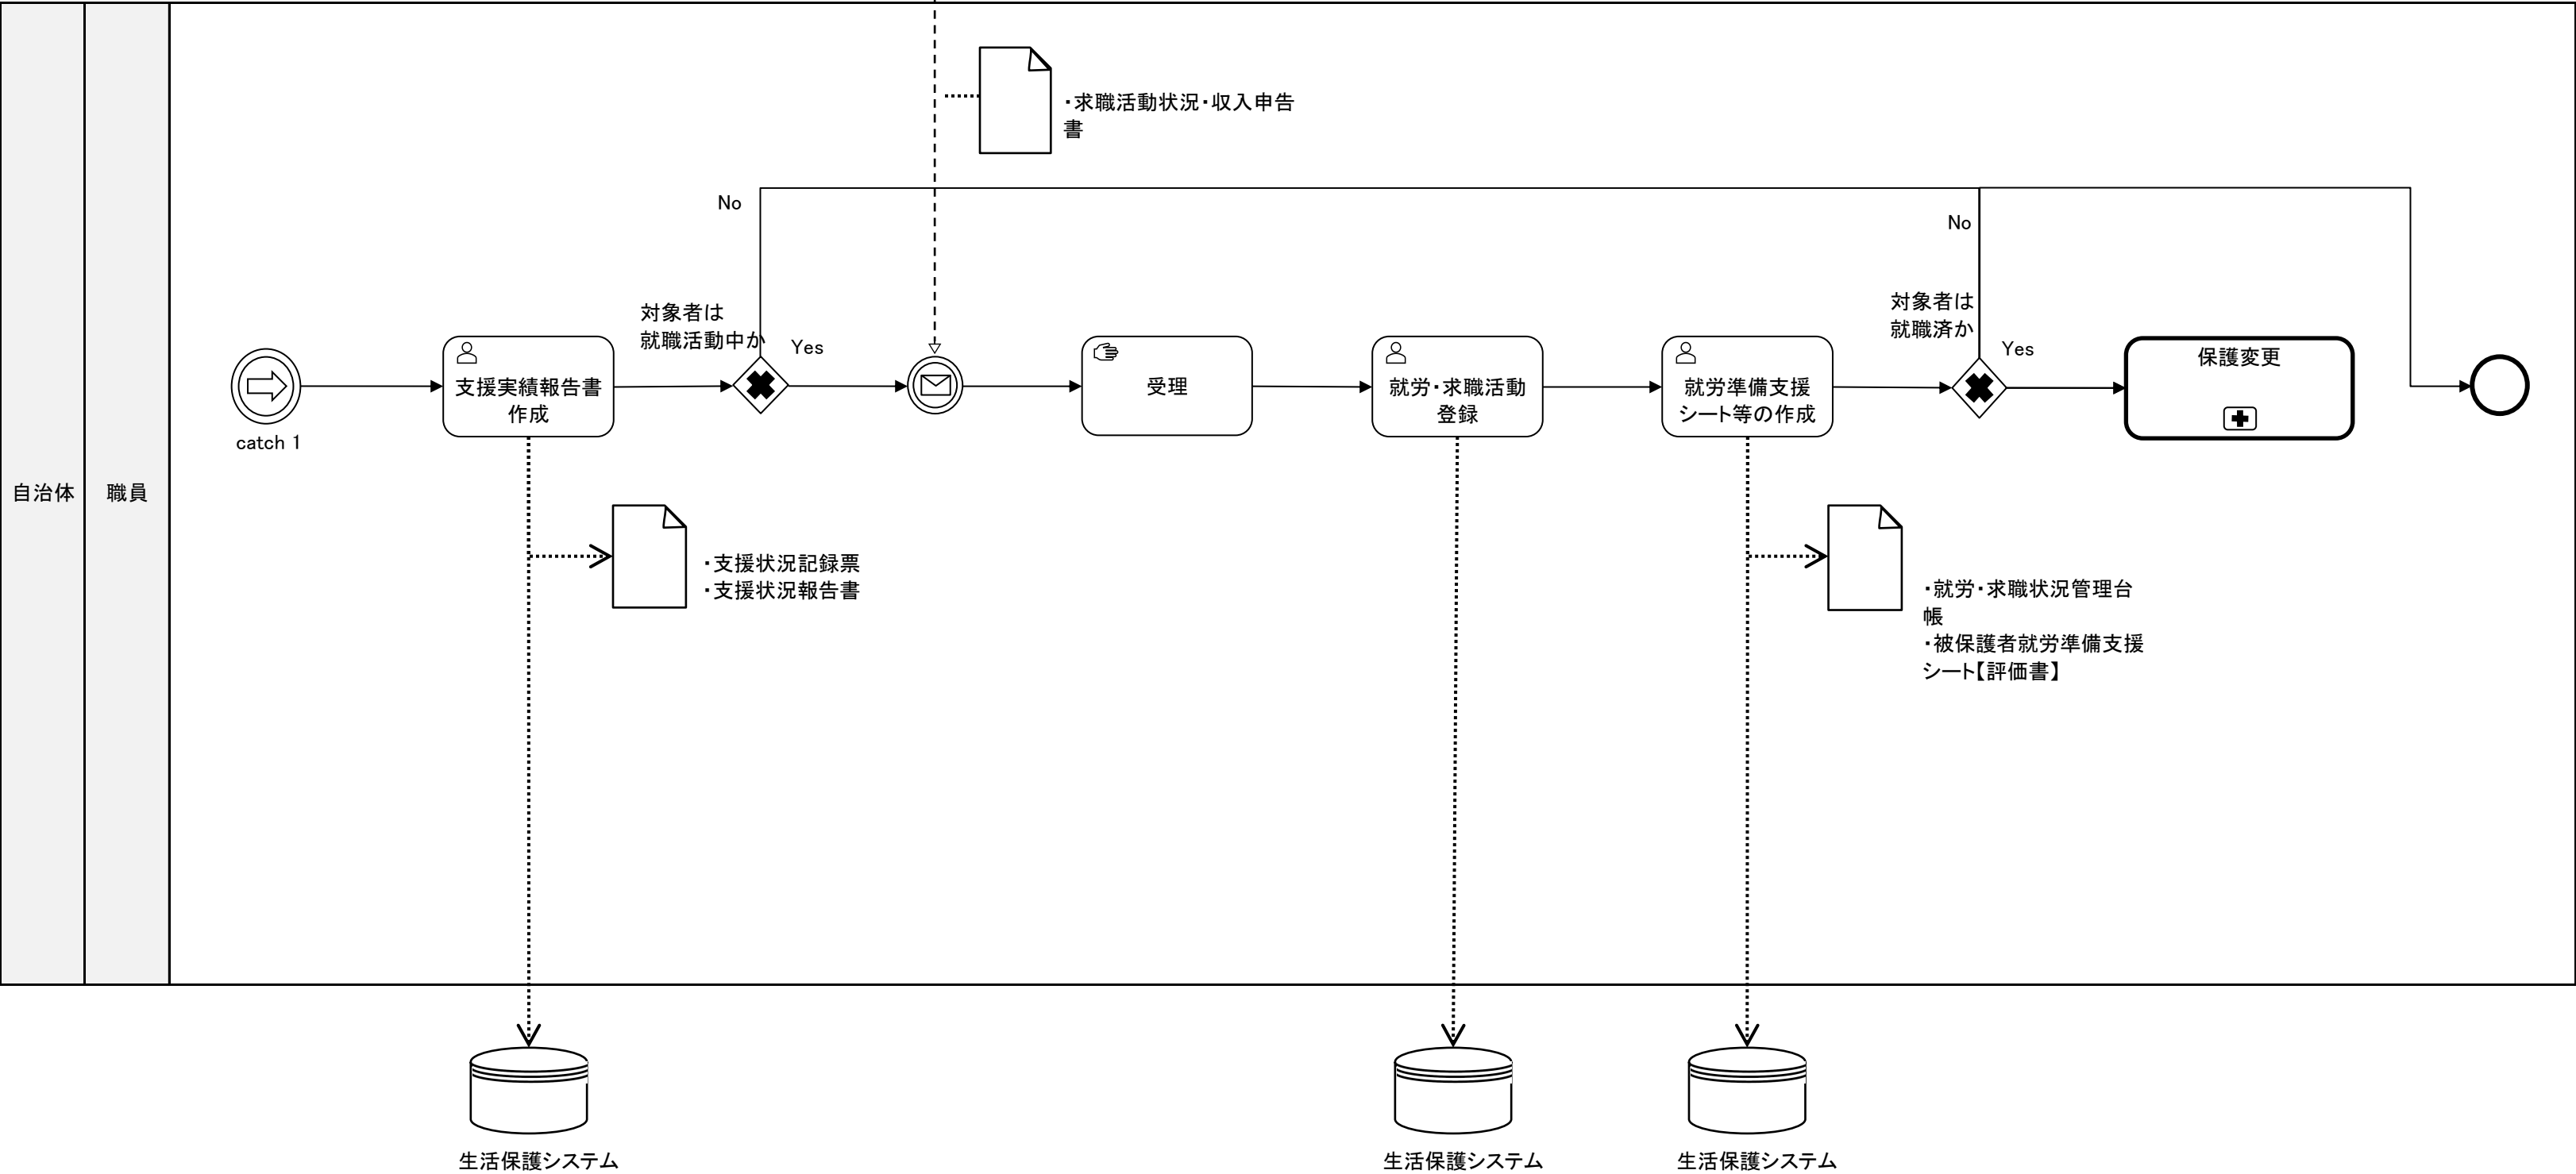 ・求職活動状況・収入申告
書
No
No
対象者は
就職活動中か
Yes
対象者は
就職済か
Yes
catch 1
支援実績報告書
作成
受理
就労・求職活動
登録
就労準備支援
シート等の作成
保護変更
自治体
職員
・支援状況記録票
・支援状況報告書
・就労・求職状況管理台
帳
・被保護者就労準備支援
シート【評価書】
生活保護システム
生活保護システム
生活保護システム